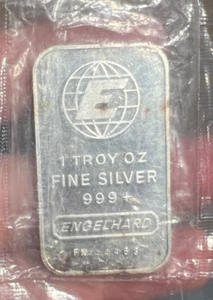 E
1 TROY OZ
FINE SILVER
999+
ENGELHARD